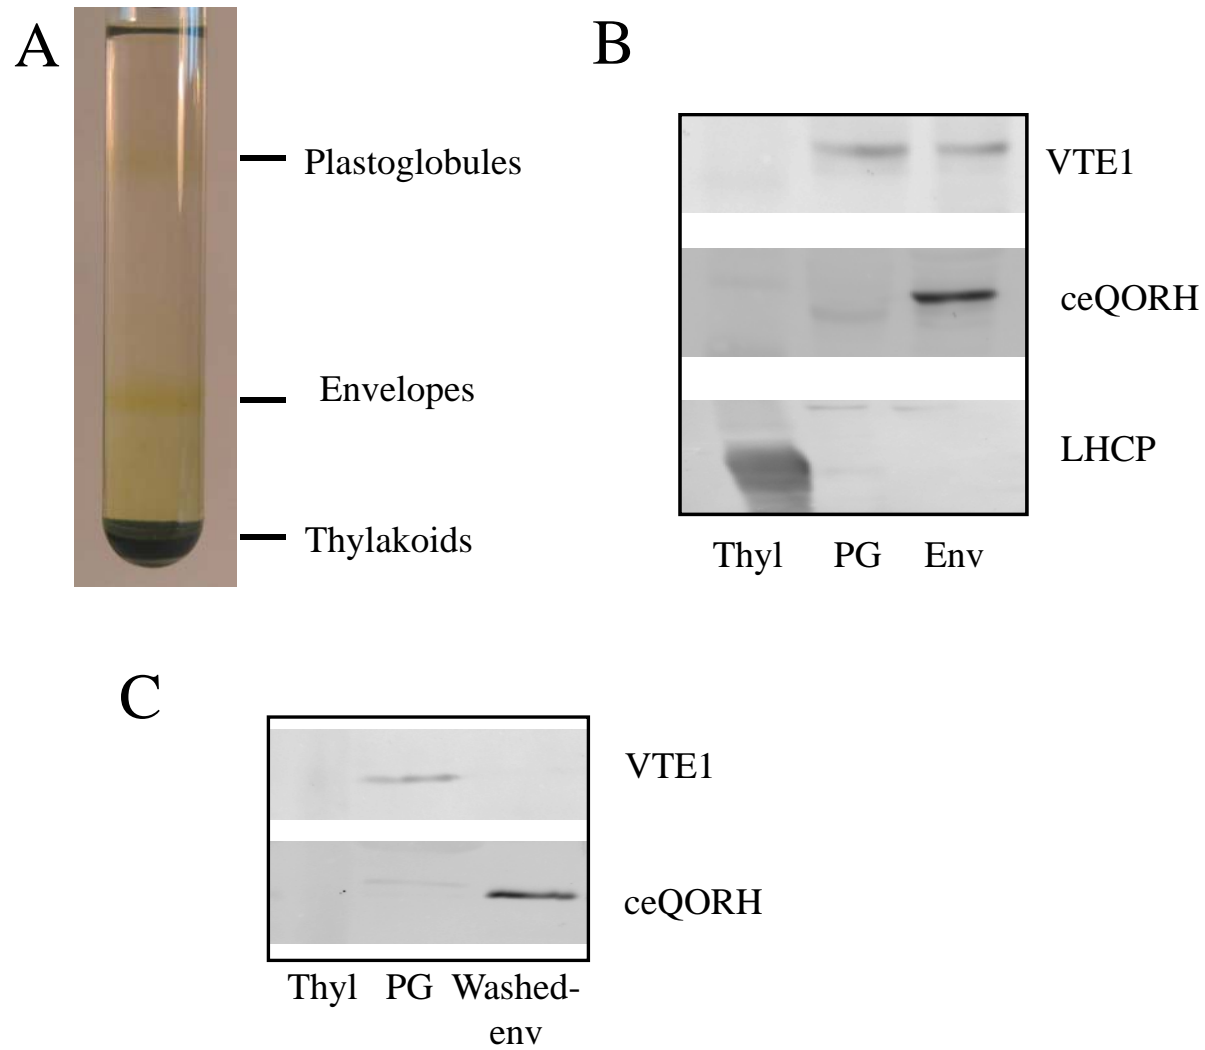 A
Plastoglobules
Envelopes
Thylakoids
B
VTE1
ceQORH
LHCP
Thyl PG Env
C
VTE1
ceQORH
Thyl PG Washed-
env